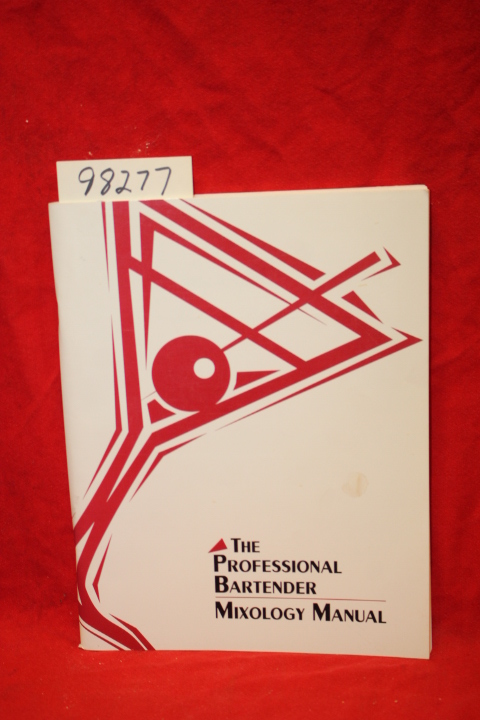 98277
The
Professional
Bartender
Mixology Manual